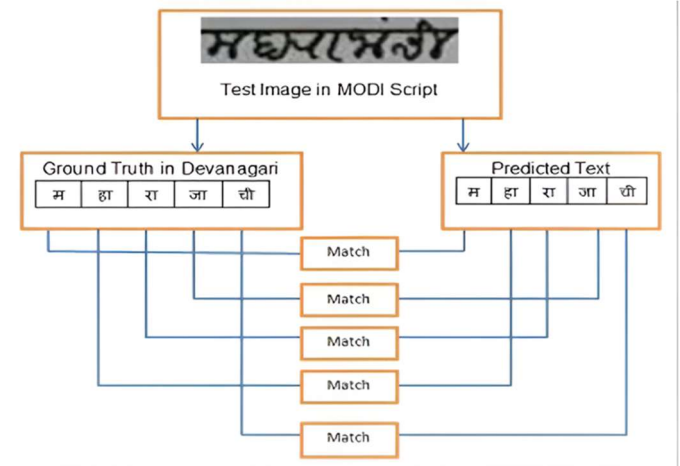 Test Image in MODI Script
Ground Truth in Devanagari
म हा रा जा ची
Predicted Text
म हा रा जा ची
Match
Match
Match
Match
Match